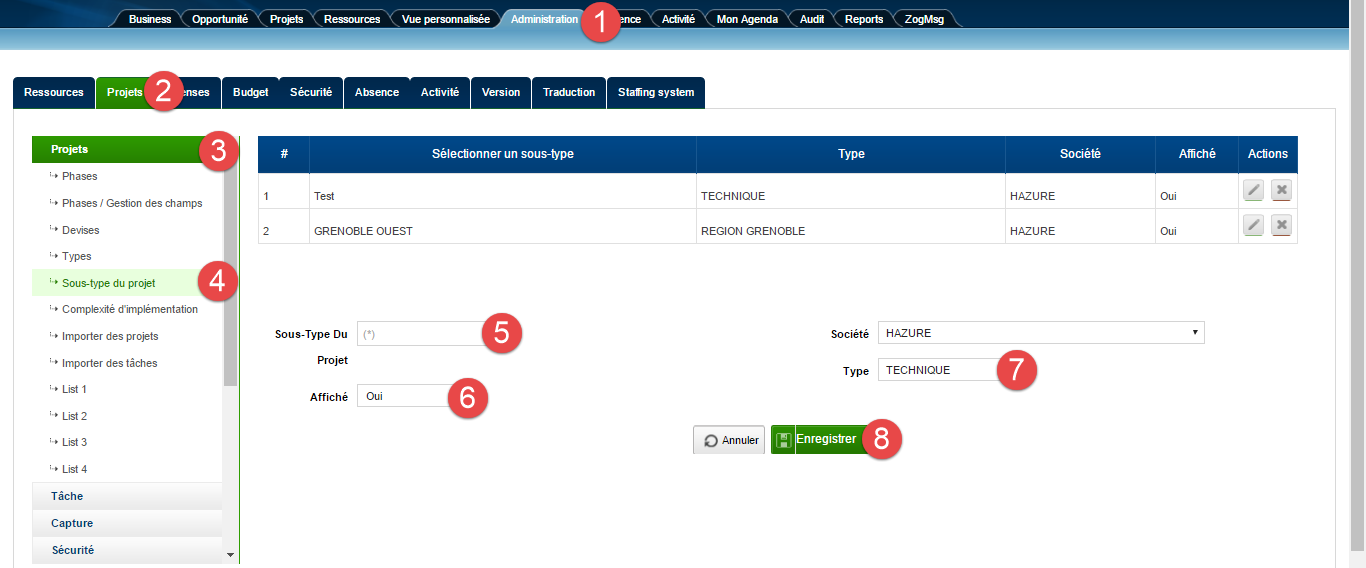 Business Opportunité Projets Ressources Vue personnalisée Administration 1 ence Activité Mon Agenda Audit Reports ZogMsg
Ressources Projets 2 enses Budget Sécurité Absence Activité Version Traduction Staffing system
Projets 3
Phases
Phases / Gestion des champs
Devises
Types
Sous-type du projet 4
Complexité d'implémentation
Importer des projets
Importer des tâches
List 1
List 2
List 3
List 4
Tâche
Capture
Sécurité
# Sélectionner un sous-type Type Société Affiché Actions
1 Test TECHNIQUE HAZURE Oui
2 GRENOBLE OUEST REGION GRENOBLE HAZURE Oui
Sous-Type Du (*) 5 Société HAZURE
Projet Type TECHNIQUE 7
Affiché Oui 6
Annuler Enregistrer 8